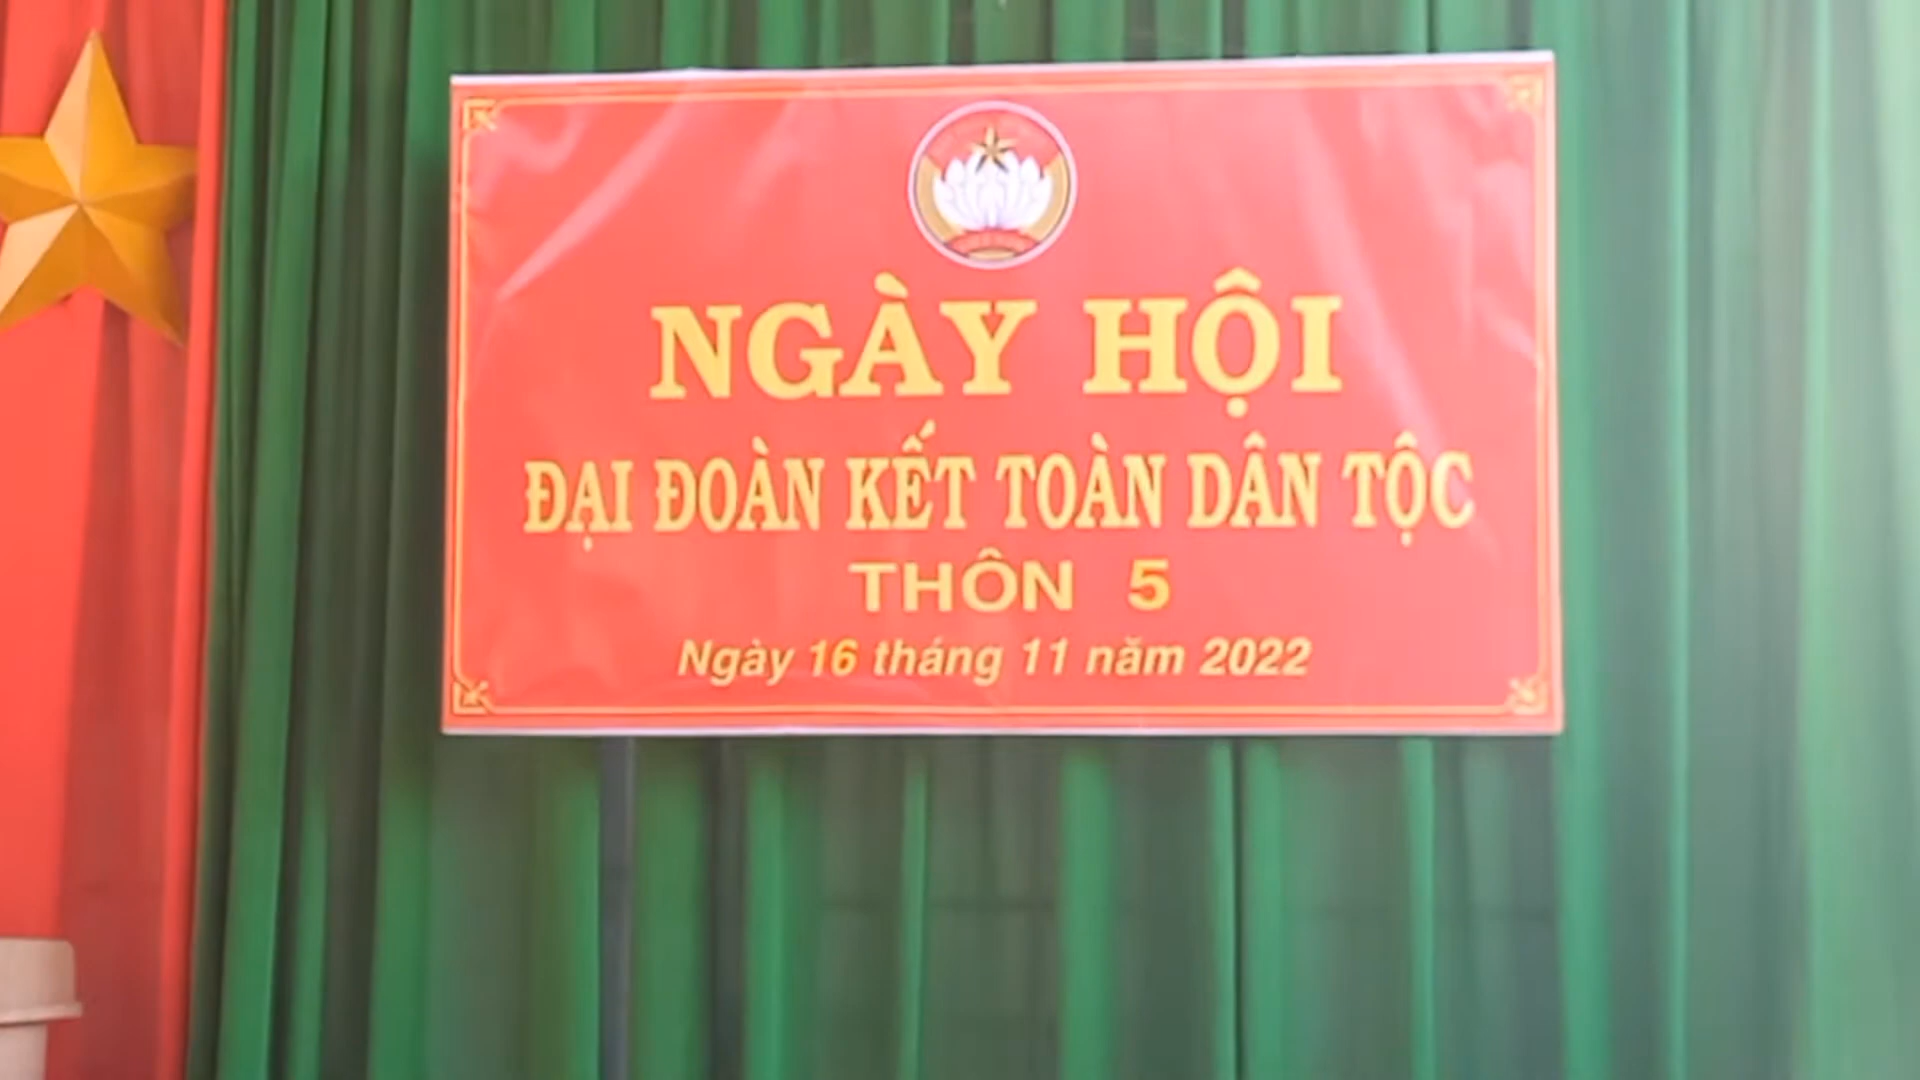 NGÀY HỘI
ĐẠI ĐOÀN KẾT TOÀN DÂN TỘC
THÔN 5
Ngày 16 tháng 11 năm 2022